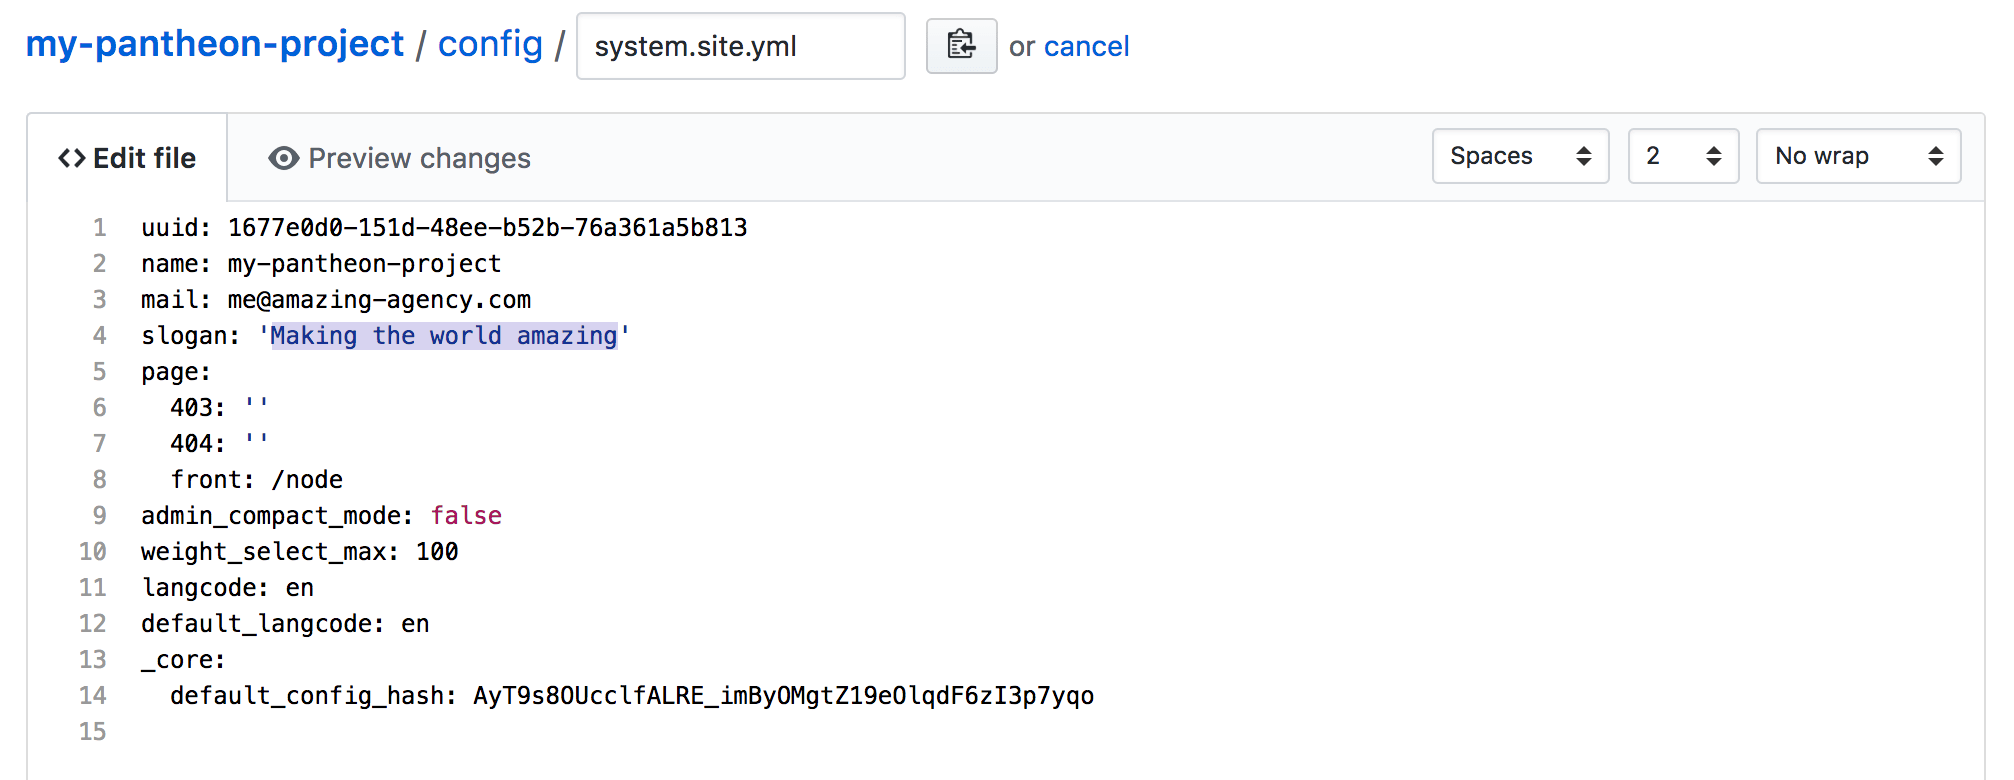 my-pantheon-project / config / system.site.yml or cancel
Edit file Preview changes Spaces 2 No wrap
1 uuid: 1677e0d0-151d-48ee-b52b-76a361a5b813
2 name: my-pantheon-project
3 mail: me@amazing-agency.com
4 slogan: 'Making the world amazing'
5 page:
6   403: ''
7   404: ''
8   front: /node
9 admin_compact_mode: false
10 weight_select_max: 100
11 langcode: en
12 default_langcode: en
13 _core:
14   default_config_hash: AyT9s8OUcclfALRE_imByOMgtZ19eOlqdF6zI3p7yqo
15